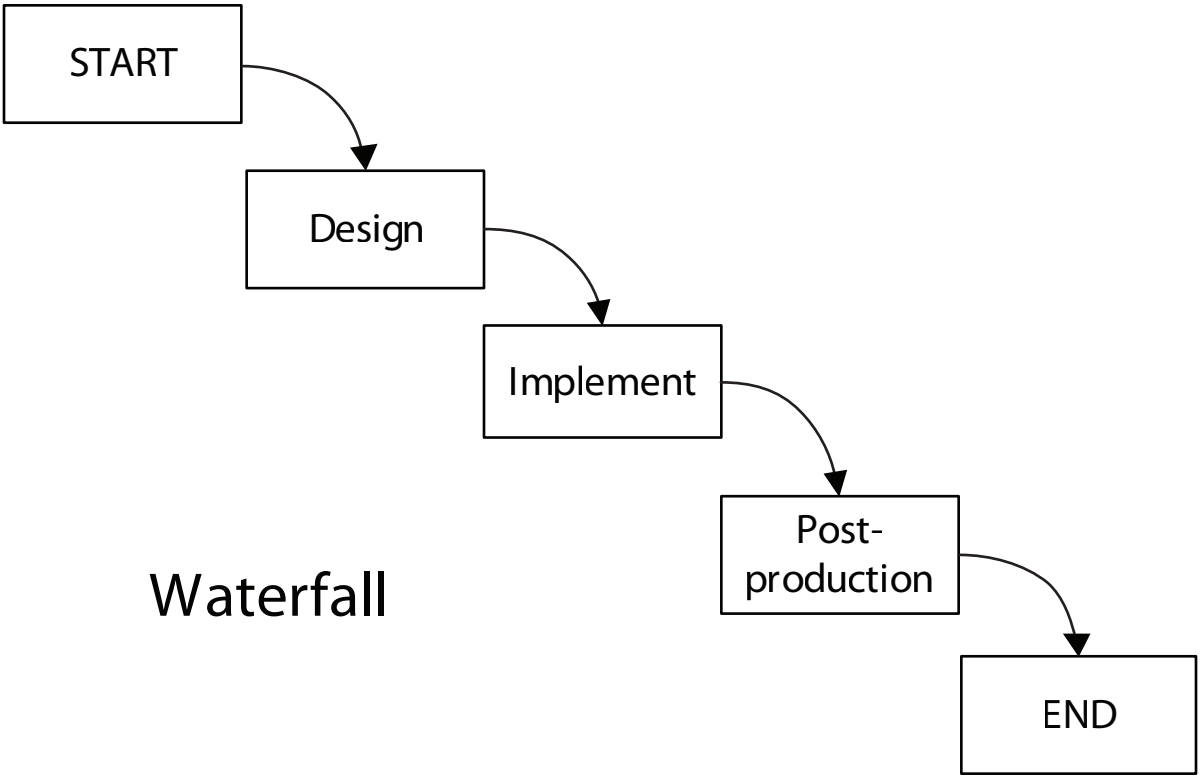 START
Design
Implement
Post-
production
Waterfall
END